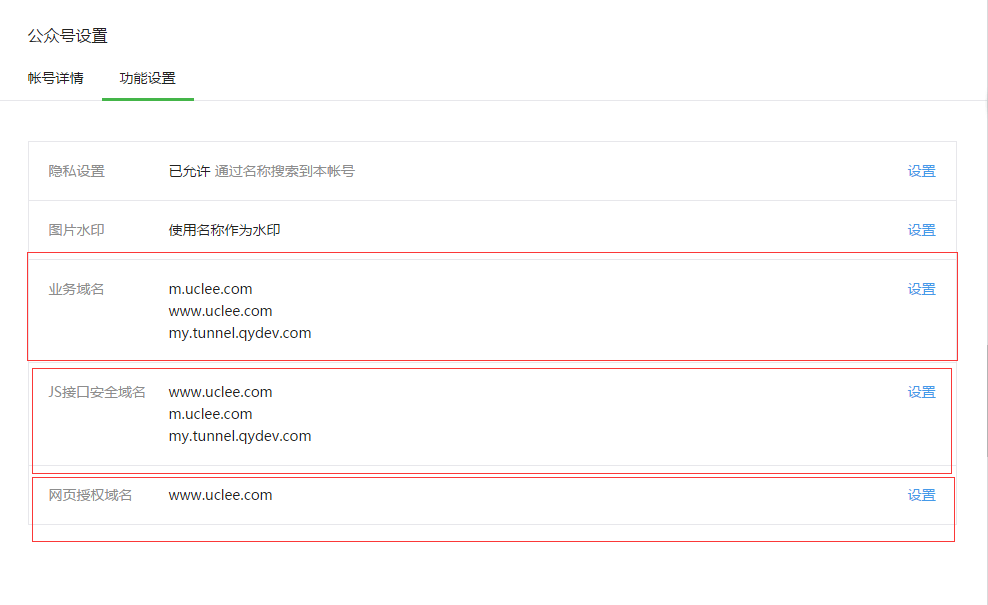 公众号设置
帐号详情 功能设置
隐私设置 已允许 通过名称搜索到本帐号 设置
图片水印 使用名称作为水印 设置
业务域名 m.uclee.com 设置
www.uclee.com
my.tunnel.qydev.com
JS接口安全域名 www.uclee.com 设置
m.uclee.com
my.tunnel.qydev.com
网页授权域名 www.uclee.com 设置